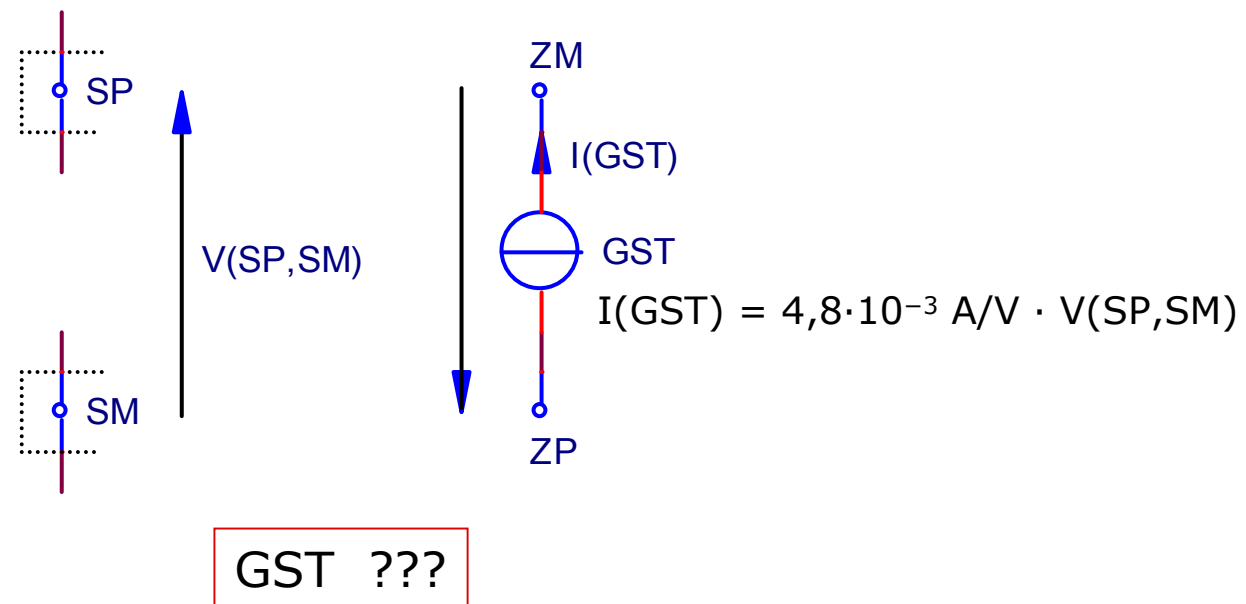 SP
V(SP,SM)
SM
ZM
I(GST)
GST
I(GST) = 4,8·10⁻³ A/V · V(SP,SM)
ZP
GST ???